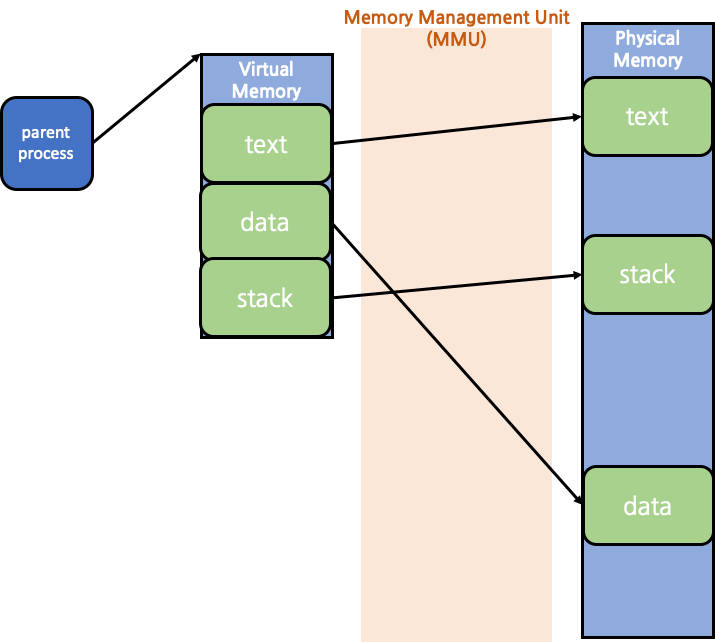 Memory Management Unit
(MMU)
parent
process
Virtual
Memory
text
data
stack
Physical
Memory
text
stack
data